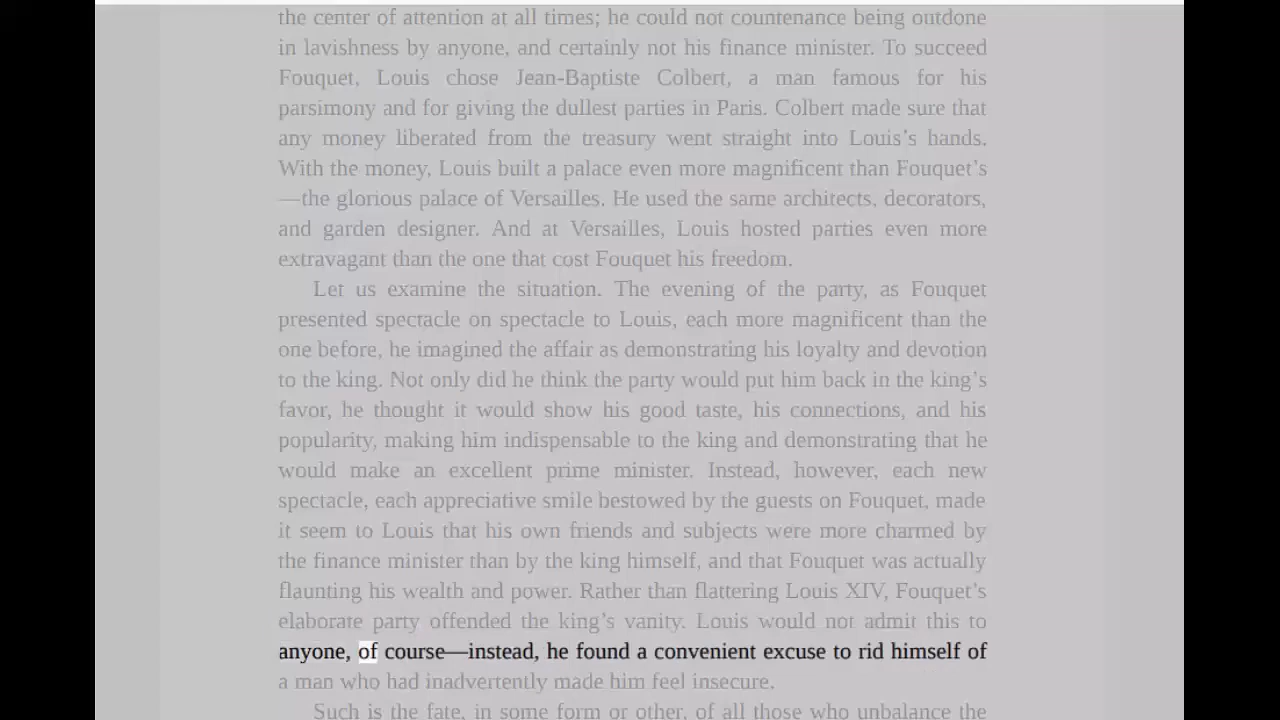 the center of attention at all times; he could not countenance being outdone
in lavishness by anyone, and certainly not his finance minister. To succeed
Fouquet, Louis chose Jean-Baptiste Colbert, a man famous for his
parsimony and for giving the dullest parties in Paris. Colbert made sure that
any money liberated from the treasury went straight into Louis’s hands.
With the money, Louis built a palace even more magnificent than Fouquet’s
—the glorious palace of Versailles. He used the same architects, decorators,
and garden designer. And at Versailles, Louis hosted parties even more
extravagant than the one that cost Fouquet his freedom.
Let us examine the situation. The evening of the party, as Fouquet
presented spectacle on spectacle to Louis, each more magnificent than the
one before, he imagined the affair as demonstrating his loyalty and devotion
to the king. Not only did he think the party would put him back in the king’s
favor, he thought it would show his good taste, his connections, and his
popularity, making him indispensable to the king and demonstrating that he
would make an excellent prime minister. Instead, however, each new
spectacle, each appreciative smile bestowed by the guests on Fouquet, made
it seem to Louis that his own friends and subjects were more charmed by
the finance minister than by the king himself, and that Fouquet was actually
flaunting his wealth and power. Rather than flattering Louis XIV, Fouquet’s
elaborate party offended the king’s vanity. Louis would not admit this to
anyone, of course—instead, he found a convenient excuse to rid himself of
a man who had inadvertently made him feel insecure.
Such is the fate, in some form or other, of all those who unbalance the